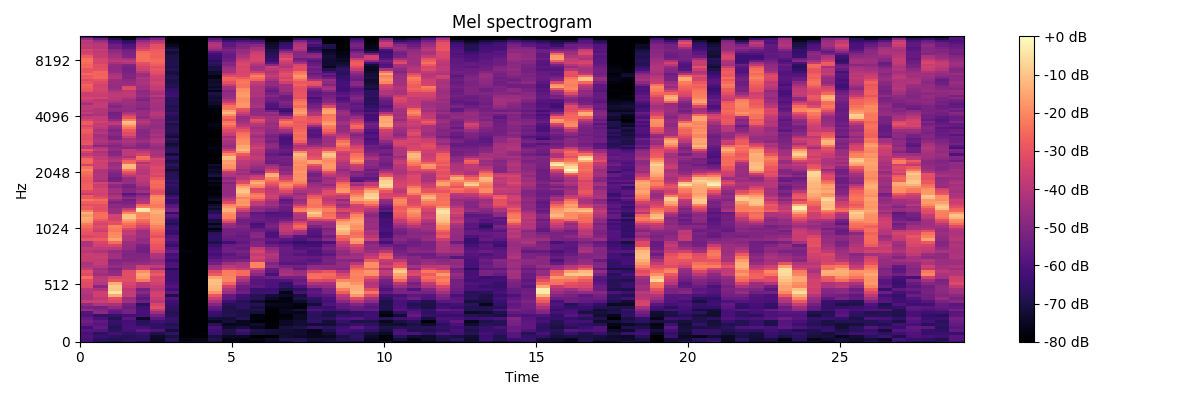 Mel spectrogram
Hz
8192
4096
2048
1024
512
0
0 5 10 15 20 25
Time
+0 dB
-10 dB
-20 dB
-30 dB
-40 dB
-50 dB
-60 dB
-70 dB
-80 dB